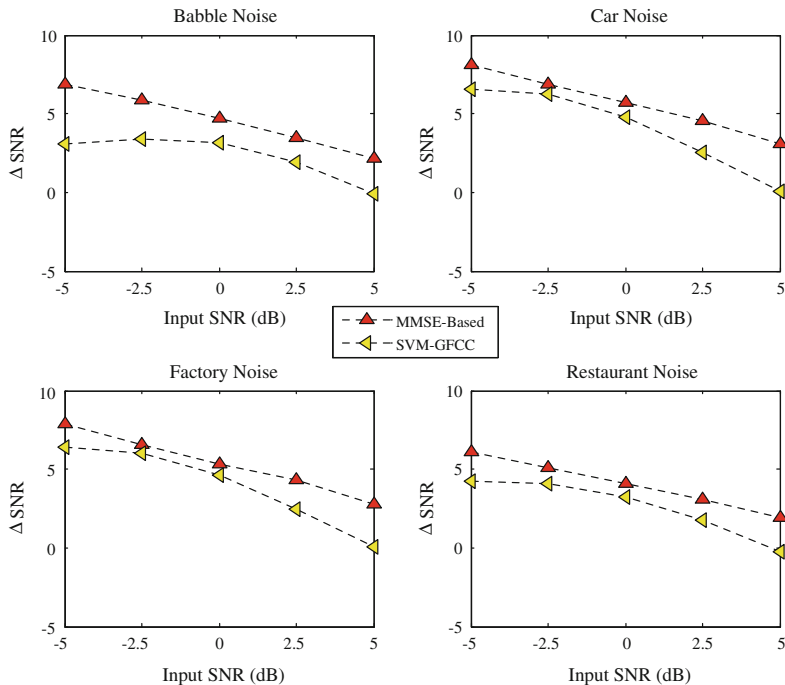 Babble Noise
10
5
0
-5
Δ SNR
-5 -2.5 0 2.5 5
Input SNR (dB)
Car Noise
10
5
0
-5
Δ SNR
-5 -2.5 0 2.5 5
Input SNR (dB)
MMSE-Based
SVM-GFCC
Factory Noise
10
5
0
-5
Δ SNR
-5 -2.5 0 2.5 5
Input SNR (dB)
Restaurant Noise
10
5
0
-5
Δ SNR
-5 -2.5 0 2.5 5
Input SNR (dB)